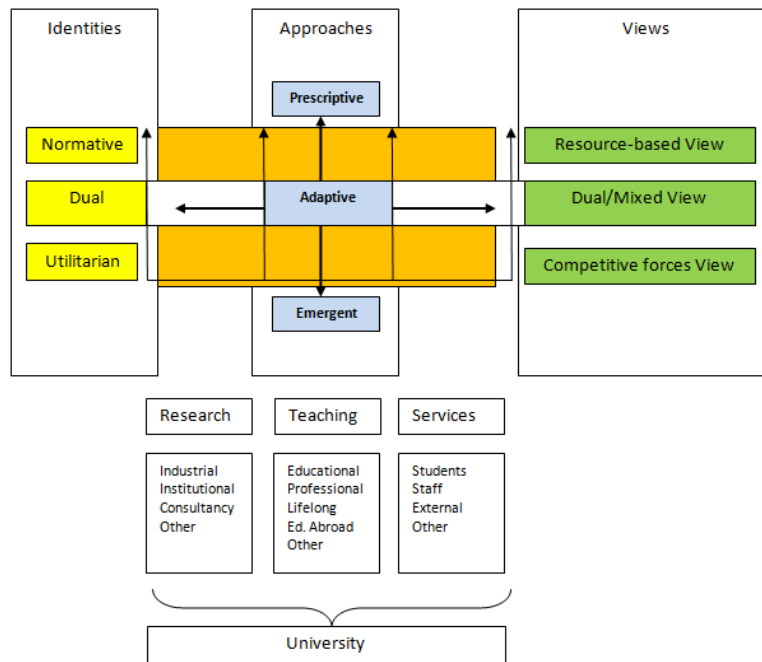 Identities
Approaches
Views
Prescriptive
Normative
Resource-based View
Dual
Adaptive
Dual/Mixed View
Utilitarian
Competitive forces View
Emergent
Research
Teaching
Services
Industrial
Institutional
Consultancy
Other
Educational
Professional
Lifelong
Ed. Abroad
Other
Students
Staff
External
Other
University